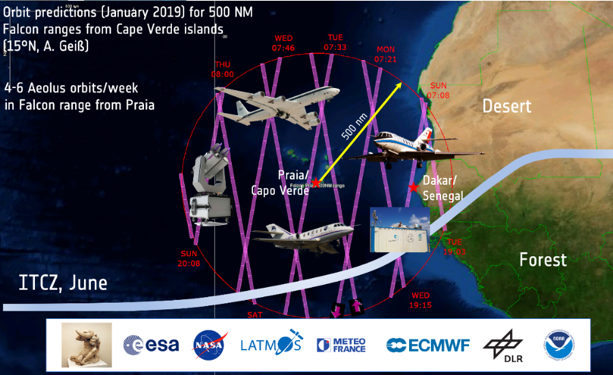 Orbit predictions (January 2019) for 500 NM
Falcon ranges from Cape Verde islands
(15°N, A. Geiß)
4-6 Aeolus orbits/week
in Falcon range from Praia
WED
07:46
TUE
07:33
MON
07:21
THU
08:00
SUN
07:08
Desert
500 nm
Praia/
Capo Verde
Dakar/
Senegal
TUE
Forest
SUN
20:08
ITCZ, June
WED
19:15
SAT
esa
NASA
LATMOS
METEO
FRANCE
ECMWF
DLR
noaa